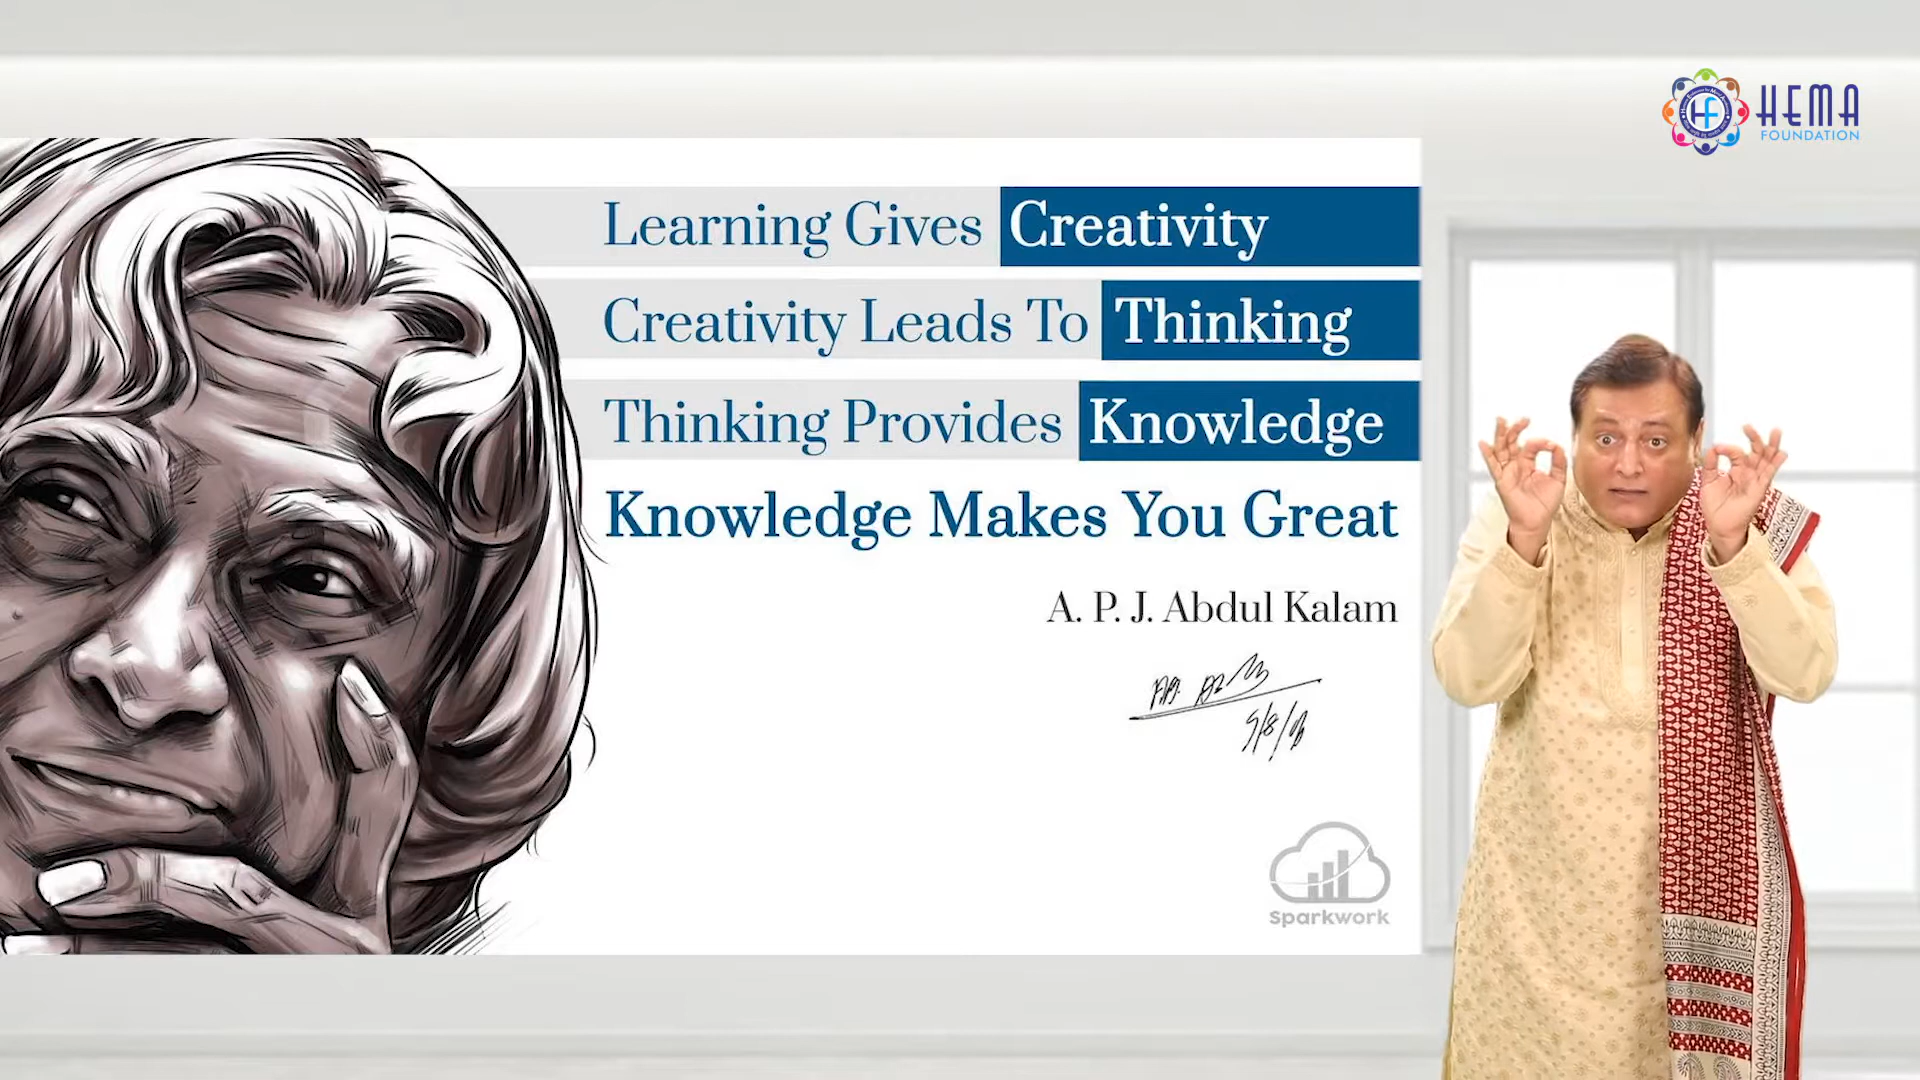 HEMA
FOUNDATION
Learning Gives Creativity
Creativity Leads To Thinking
Thinking Provides Knowledge
Knowledge Makes You Great
A. P. J. Abdul Kalam
Sparkwork